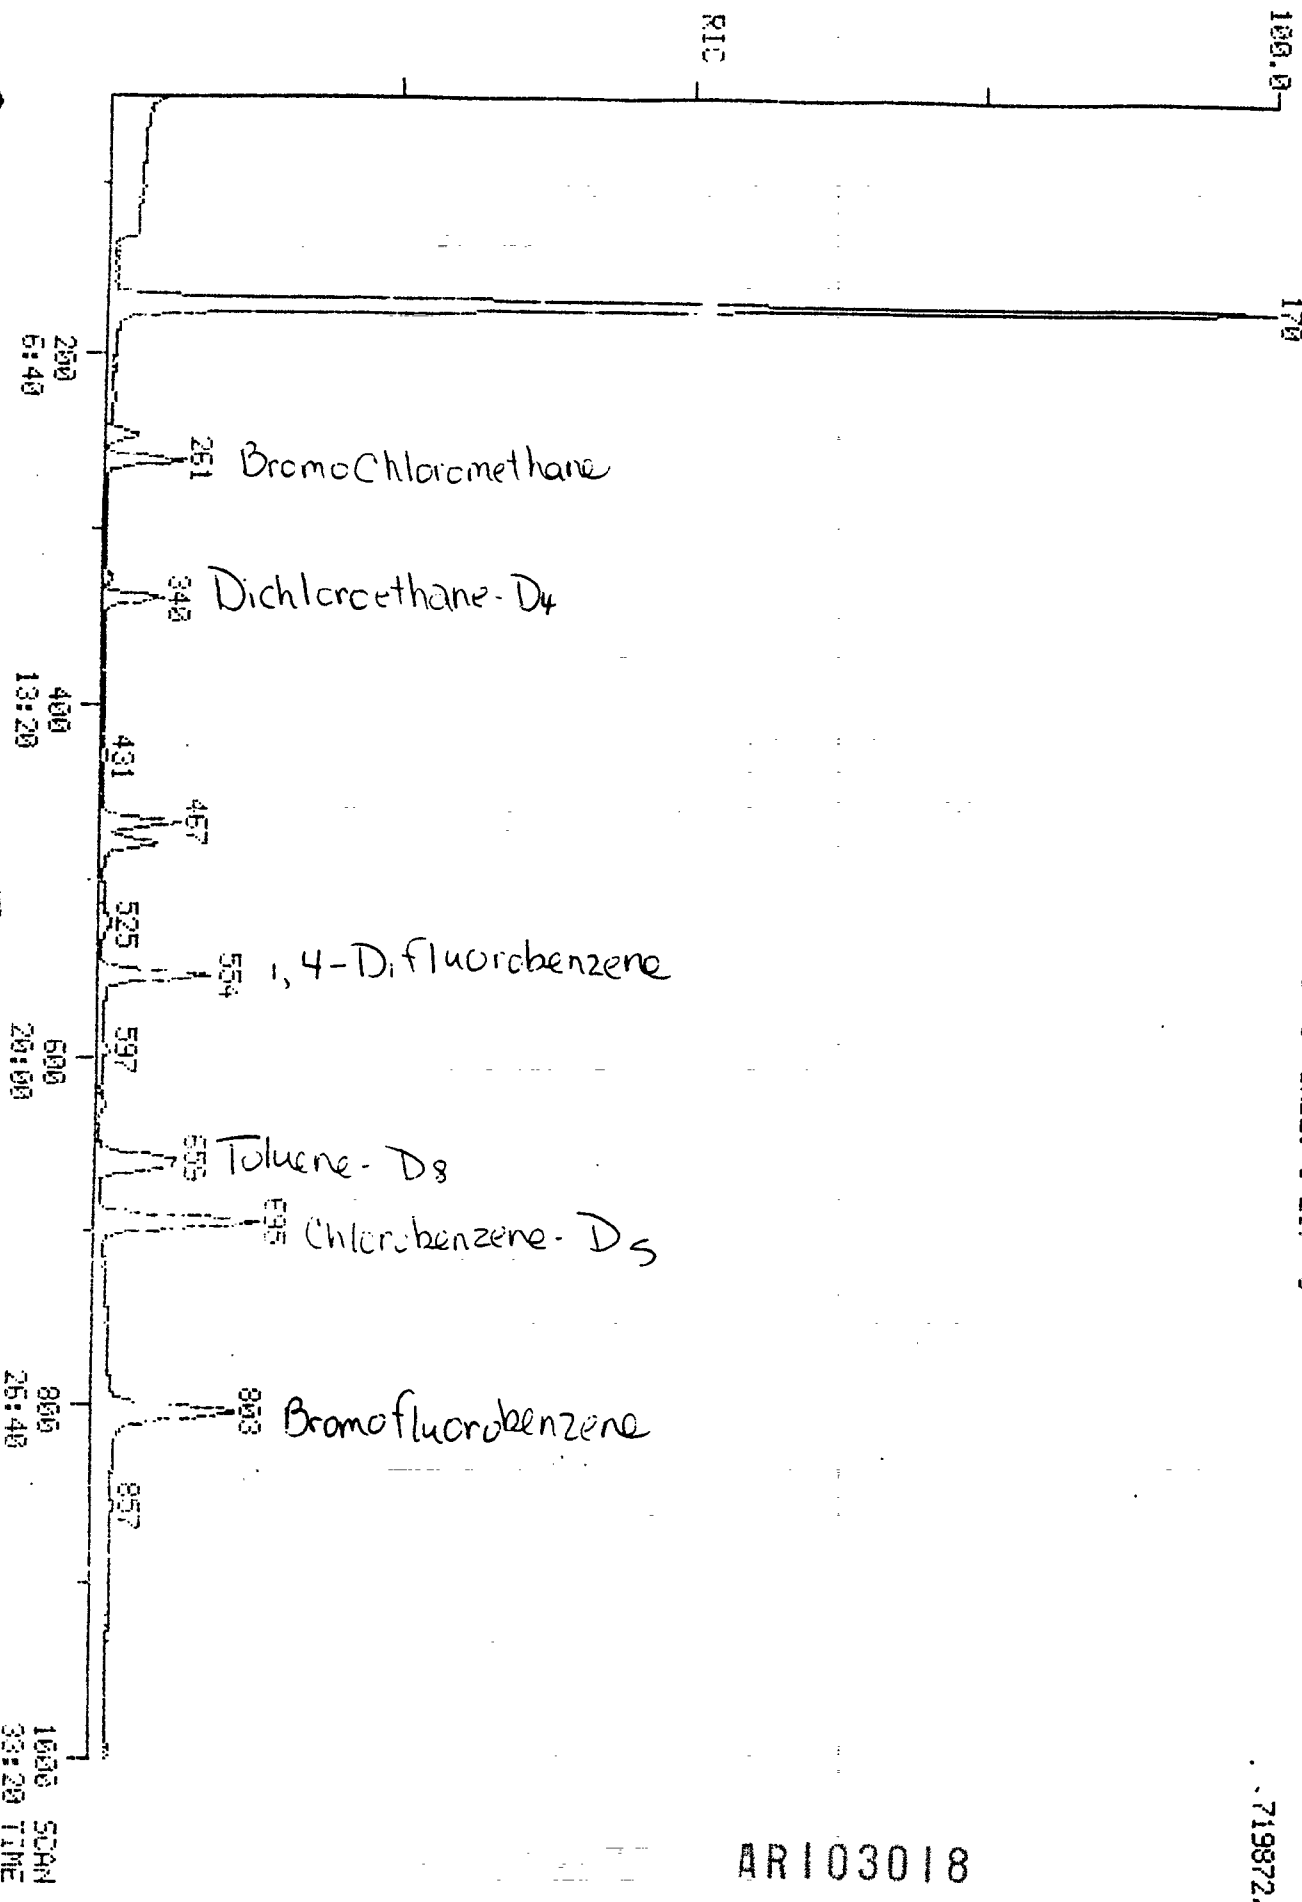 100.0
RIC
170
200
6:40
261 BromoChloromethane
340 Dichloroethane-D4
400
13:20
431
467
525
554 1,4-Difluorobenzene
597
600
20:00
Toluene-D8
695 Chlorobenzene-D5
800
26:40
803 Bromofluorobenzene
857
1000 SCAN
33:20 TIME
719872.
AR103018